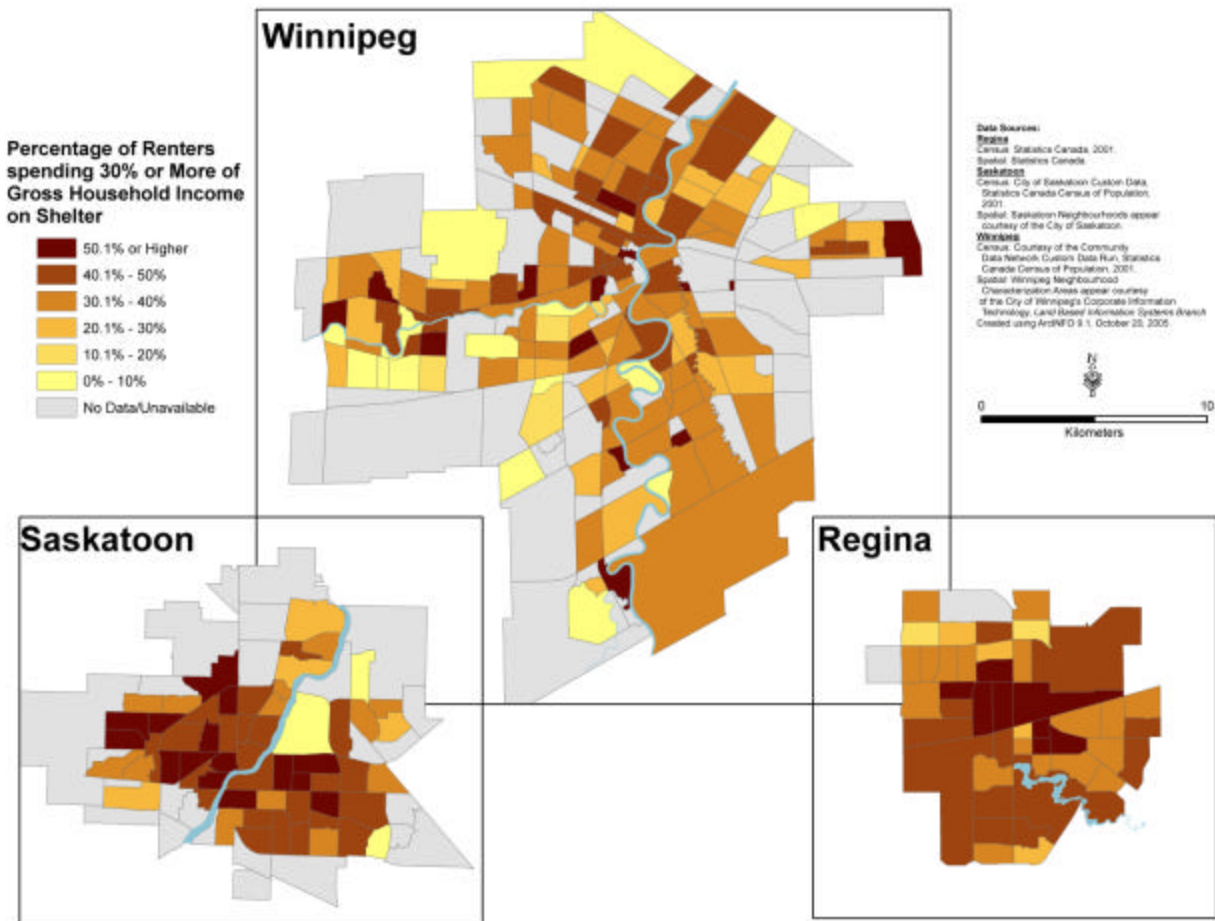 Winnipeg
Percentage of Renters
spending 30% or More of
Gross Household Income
on Shelter
50.1% or Higher
40.1% - 50%
30.1% - 40%
20.1% - 30%
10.1% - 20%
0% - 10%
No Data/Unavailable
Data Sources:
Regina
Census: Statistics Canada, 2001.
Spatial: Statistics Canada.
Saskatoon
Census: City of Saskatoon Custom Data,
Statistics Canada Census of Population,
2001.
Spatial: Saskatoon Neighbourhoods appear
courtesy of the City of Saskatoon.
Winnipeg
Census: Courtesy of the Community
Data Network Custom Data Run, Statistics
Canada Census of Population, 2001.
Spatial: Winnipeg Neighbourhood
Characterization Areas appear courtesy
of the City of Winnipeg's Corporate Information
Technology, Land Based Information Systems Branch
Created using ArcINFO 9.1, October 20, 2005
N
0 10
Kilometers
Saskatoon
Regina